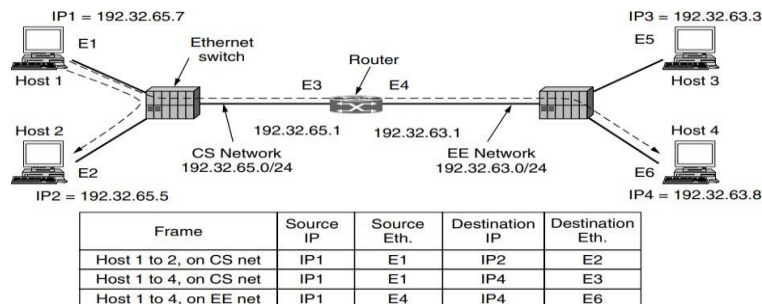 IP1 = 192.32.65.7
IP3 = 192.32.63.3
E1
Ethernet
switch
E5
Host 1
E3
Router
E4
Host 3
Host 2
192.32.65.1
192.32.63.1
Host 4
E2
CS Network
192.32.65.0/24
EE Network
192.32.63.0/24
E6
IP2 = 192.32.65.5
IP4 = 192.32.63.8
Frame Source IP Source Eth. Destination IP Destination Eth.
Host 1 to 2, on CS net IP1 E1 IP2 E2
Host 1 to 4, on CS net IP1 E1 IP4 E3
Host 1 to 4, on EE net IP1 E4 IP4 E6